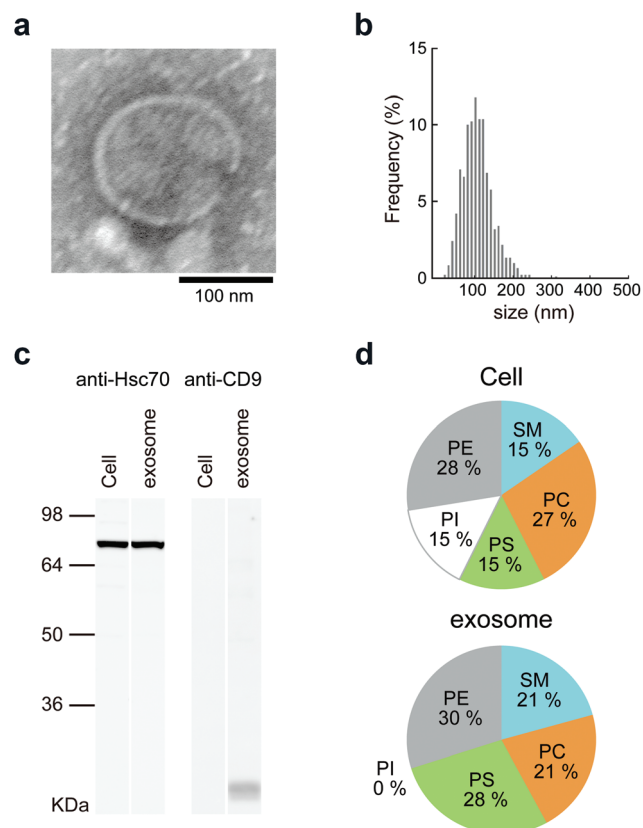 a
100 nm
b
Frequency (%)
15
10
5
0
100 200 300 400 500
size (nm)
c
anti-Hsc70 anti-CD9
Cell exosome Cell exosome
98
64
50
36
KDa
d
Cell
SM
15 %
PC
27 %
PS
15 %
PI
15 %
PE
28 %
exosome
SM
21 %
PC
21 %
PS
28 %
PI
0 %
PE
30 %